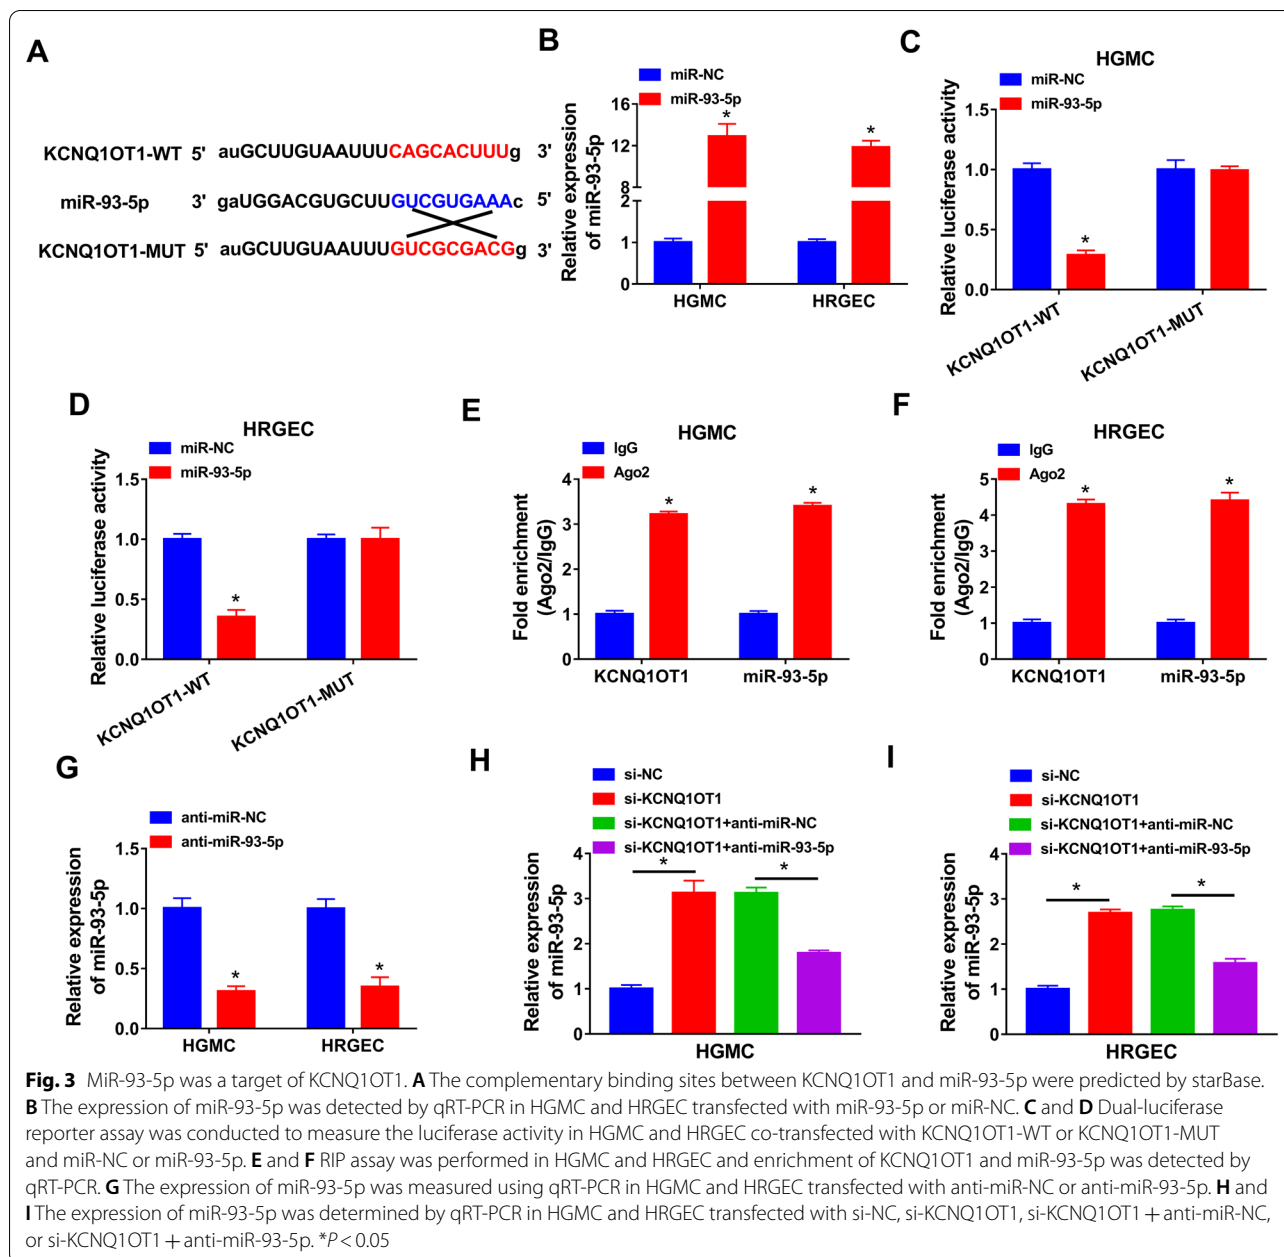 A
KCNQ1OT1-WT 5' auGCUUGUAAUUUCAGCACUUUg 3'
miR-93-5p 3' gaUGGACGUGCUUGUCGUGAAAc 5'
KCNQ1OT1-MUT 5' auGCUUGUAAUUUGUCGCGACGg 3'
B
miR-NC
miR-93-5p
Relative expression
of miR-93-5p
16
12
8
2
1
0
*
*
HGMC HRGEC
C
HGMC
miR-NC
miR-93-5p
Relative luciferase activity
1.5
1.0
0.5
0.0
*
KCNQ1OT1-WT
KCNQ1OT1-MUT
D
HRGEC
miR-NC
miR-93-5p
Relative luciferase activity
1.5
1.0
0.5
0.0
*
KCNQ1OT1-WT
KCNQ1OT1-MUT
E
HGMC
IgG
Ago2
Fold enrichment
(Ago2/IgG)
4
3
2
1
0
*
*
KCNQ1OT1 miR-93-5p
F
HRGEC
IgG
Ago2
Fold enrichment
(Ago2/IgG)
5
4
3
2
1
0
*
*
KCNQ1OT1 miR-93-5p
G
anti-miR-NC
anti-miR-93-5p
Relative expression
of miR-93-5p
1.5
1.0
0.5
0.0
*
*
HGMC HRGEC
H
si-NC
si-KCNQ1OT1
si-KCNQ1OT1+anti-miR-NC
si-KCNQ1OT1+anti-miR-93-5p
Relative expression
of miR-93-5p
4
3
2
1
0
*
*
HGMC
I
si-NC
si-KCNQ1OT1
si-KCNQ1OT1+anti-miR-NC
si-KCNQ1OT1+anti-miR-93-5p
Relative expression
of miR-93-5p
4
3
2
1
0
*
*
HRGEC
Fig. 3 MiR-93-5p was a target of KCNQ1OT1. A The complementary binding sites between KCNQ1OT1 and miR-93-5p were predicted by starBase.
B The expression of miR-93-5p was detected by qRT-PCR in HGMC and HRGEC transfected with miR-93-5p or miR-NC. C and D Dual-luciferase
reporter assay was conducted to measure the luciferase activity in HGMC and HRGEC co-transfected with KCNQ1OT1-WT or KCNQ1OT1-MUT
and miR-NC or miR-93-5p. E and F RIP assay was performed in HGMC and HRGEC and enrichment of KCNQ1OT1 and miR-93-5p was detected by
qRT-PCR. G The expression of miR-93-5p was measured using qRT-PCR in HGMC and HRGEC transfected with anti-miR-NC or anti-miR-93-5p. H and
I The expression of miR-93-5p was determined by qRT-PCR in HGMC and HRGEC transfected with si-NC, si-KCNQ1OT1, si-KCNQ1OT1 + anti-miR-NC,
or si-KCNQ1OT1 + anti-miR-93-5p. *P < 0.05